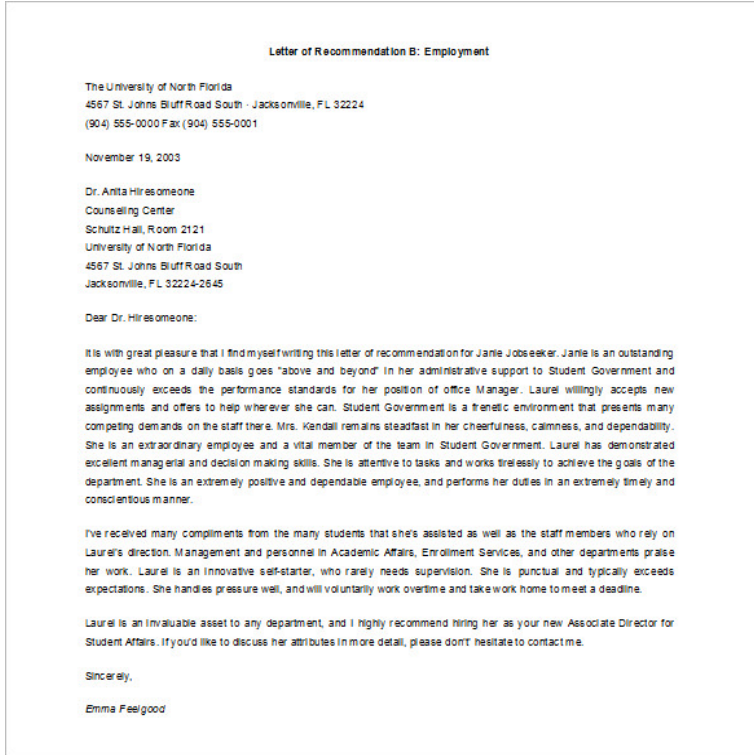 Letter of Recommendation B: Employment
The University of North Florida
4567 St. Johns Bluff Road South · Jacksonville, FL 32224
(904) 555-0000 Fax (904) 555-0001
November 19, 2003
Dr. Anita Hiresomeone
Counseling Center
Schultz Hall, Room 2121
University of North Florida
4567 St. Johns Bluff Road South
Jacksonville, FL 32224-2645
Dear Dr. Hiresomeone:
It is with great pleasure that I find myself writing this letter of recommendation for Janie Jobseeker. Janie is an outstanding
employee who on a daily basis goes "above and beyond" in her administrative support to Student Government and
continuously exceeds the performance standards for her position of office Manager. Laurel willingly accepts new
assignments and offers to help wherever she can. Student Government is a frenetic environment that presents many
competing demands on the staff there. Mrs. Kendall remains steadfast in her cheerfulness, calmness, and dependability.
She is an extraordinary employee and a vital member of the team in Student Government. Laurel has demonstrated
excellent managerial and decision making skills. She is attentive to tasks and works tirelessly to achieve the goals of the
department. She is an extremely positive and dependable employee, and performs her duties in an extremely timely and
conscientious manner.
I've received many compliments from the many students that she's assisted as well as the staff members who rely on
Laurel's direction. Management and personnel in Academic Affairs, Enrollment Services, and other departments praise
her work. Laurel is an innovative self-starter, who rarely needs supervision. She is punctual and typically exceeds
expectations. She handles pressure well, and will voluntarily work overtime and take work home to meet a deadline.
Laurel is an invaluable asset to any department, and I highly recommend hiring her as your new Associate Director for
Student Affairs. If you'd like to discuss her attributes in more detail, please don't' hesitate to contact me.
Sincerely,
Emma Feelgood